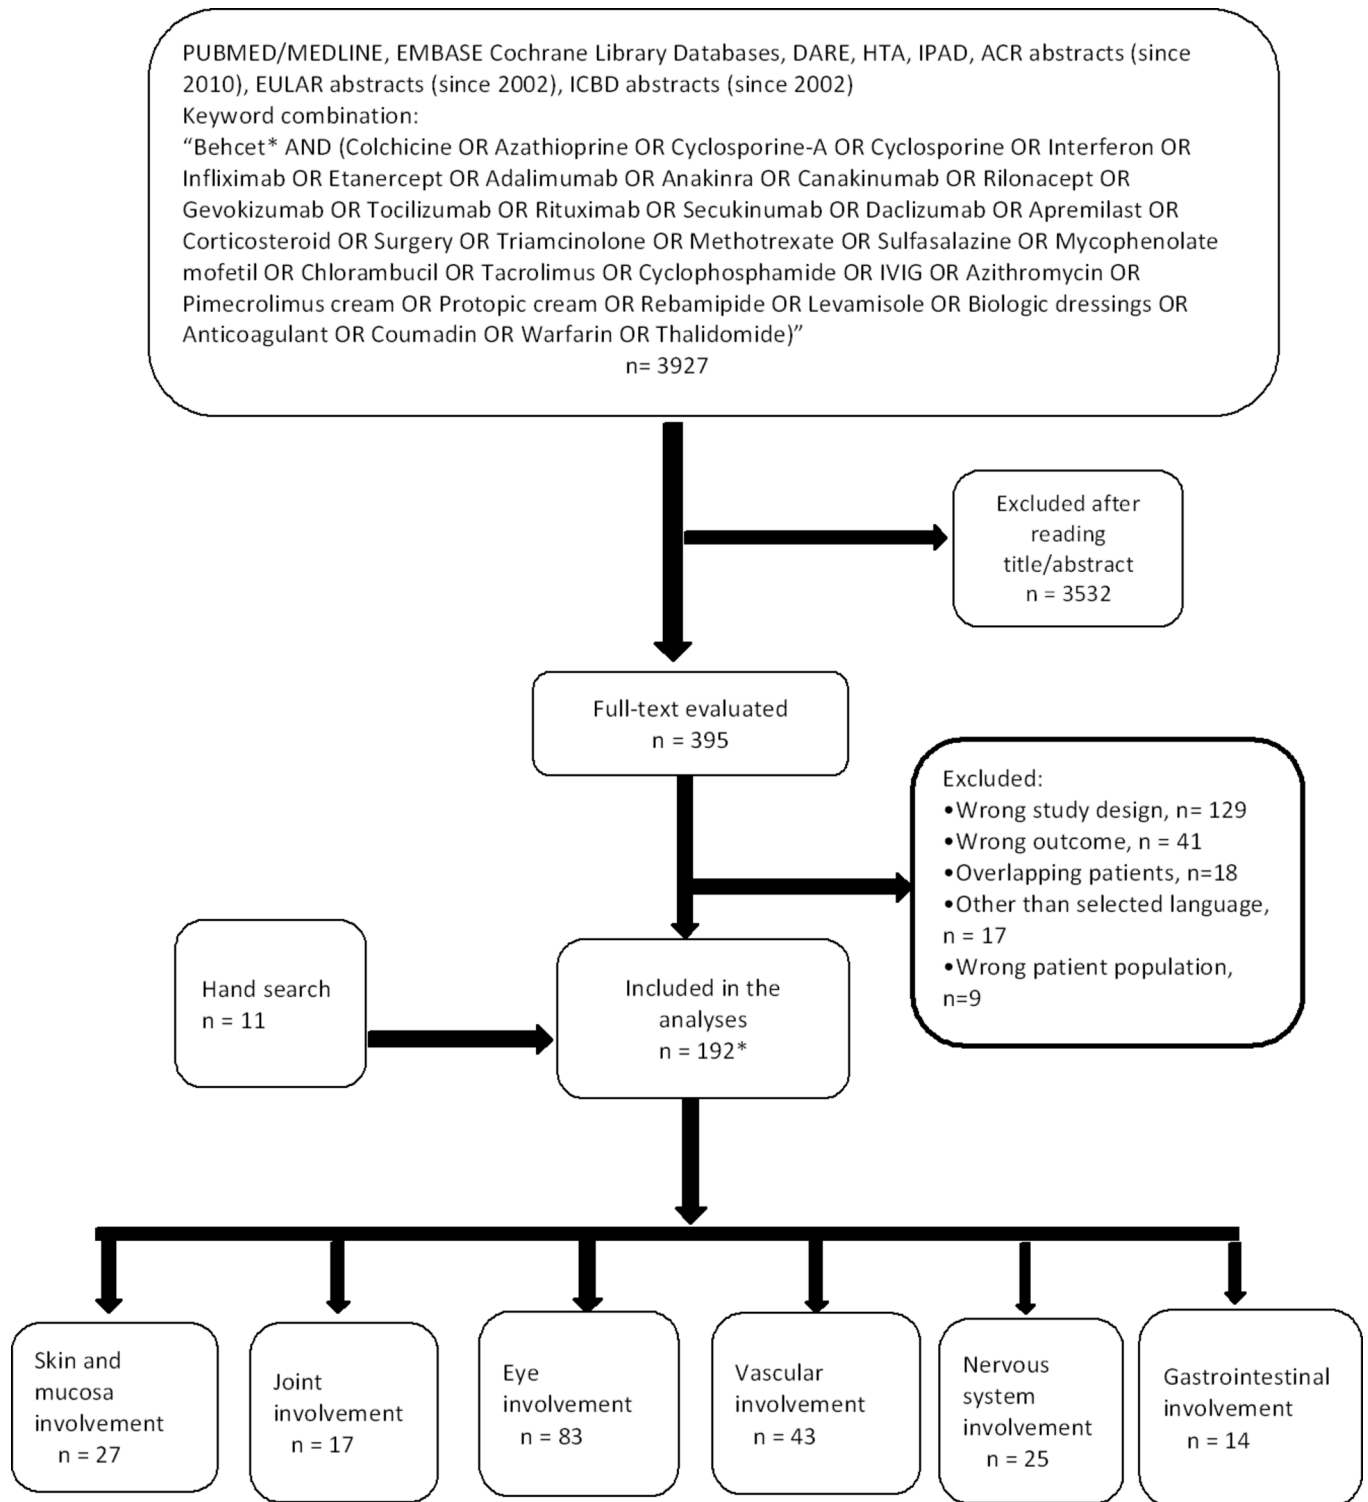 PUBMED/MEDLINE, EMBASE Cochrane Library Databases, DARE, HTA, IPAD, ACR abstracts (since
2010), EULAR abstracts (since 2002), ICBD abstracts (since 2002)
Keyword combination:
“Behcet* AND (Colchicine OR Azathioprine OR Cyclosporine-A OR Cyclosporine OR Interferon OR
Infliximab OR Etanercept OR Adalimumab OR Anakinra OR Canakinumab OR Rilonacept OR
Gevokizumab OR Tocilizumab OR Rituximab OR Secukinumab OR Daclizumab OR Apremilast OR
Corticosteroid OR Surgery OR Triamcinolone OR Methotrexate OR Sulfasalazine OR Mycophenolate
mofetil OR Chlorambucil OR Tacrolimus OR Cyclophosphamide OR IVIG OR Azithromycin OR
Pimecrolimus cream OR Protopic cream OR Rebamipide OR Levamisole OR Biologic dressings OR
Anticoagulant OR Coumadin OR Warfarin OR Thalidomide)”
n= 3927
Excluded after
reading
title/abstract
n = 3532
Full-text evaluated
n = 395
Excluded:
•Wrong study design, n= 129
•Wrong outcome, n = 41
•Overlapping patients, n=18
•Other than selected language,
n = 17
•Wrong patient population,
n=9
Hand search
n = 11
Included in the
analyses
n = 192*
Skin and
mucosa
involvement
n = 27
Joint
involvement
n = 17
Eye
involvement
n = 83
Vascular
involvement
n = 43
Nervous
system
involvement
n = 25
Gastrointestinal
involvement
n = 14